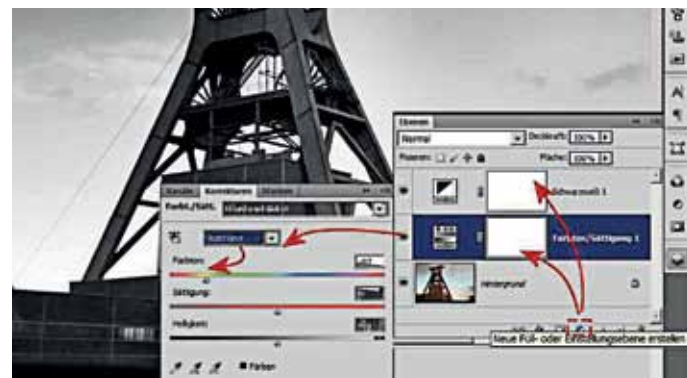 Ebenen
Normal
Deckkraft: 100%
Fixieren:
Fläche: 100%
Schwarzweiß 1
Kanäle Korrekturen Masken
Farbt./Sätt.
Farbton/Sättigung 1
Farbton:
Sättigung:
Hintergrund
Helligkeit:
Neue Füll- oder Einstellungsebene erstellen
Färben